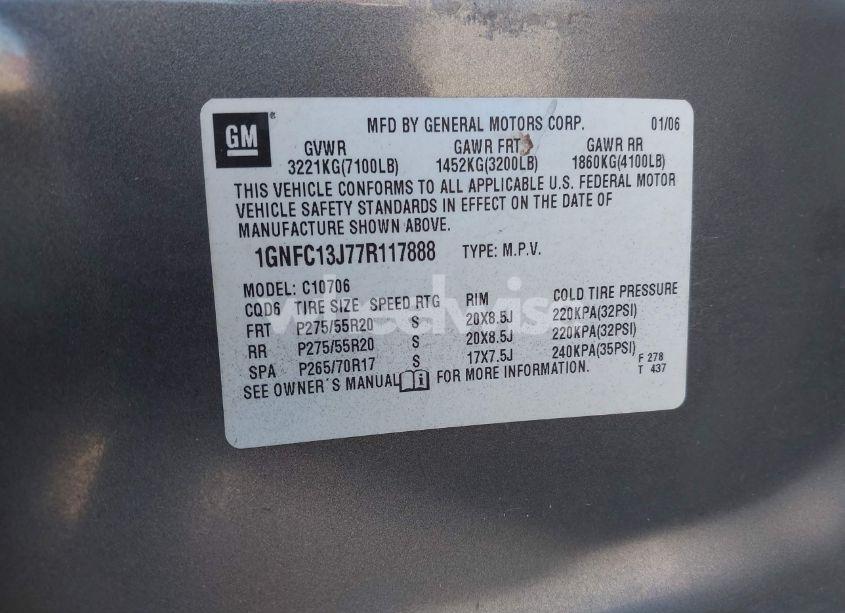 GM ®
MFD BY GENERAL MOTORS CORP. 01/06
GVWR GAWR FRT GAWR RR
3221KG(7100LB) 1452KG(3200LB) 1860KG(4100LB)
THIS VEHICLE CONFORMS TO ALL APPLICABLE U.S. FEDERAL MOTOR
VEHICLE SAFETY STANDARDS IN EFFECT ON THE DATE OF
MANUFACTURE SHOWN ABOVE.
1GNFC13J77R117888 TYPE: M.P.V.
MODEL: C10706
CQD6 TIRE SIZE SPEED RTG RIM COLD TIRE PRESSURE
FRT P275/55R20 S 20X8.5J 220KPA(32PSI)
RR P275/55R20 S 20X8.5J 220KPA(32PSI)
SPA P265/70R17 S 17X7.5J 240KPA(35PSI)
SEE OWNER'S MANUAL FOR MORE INFORMATION.
F 278
T 437